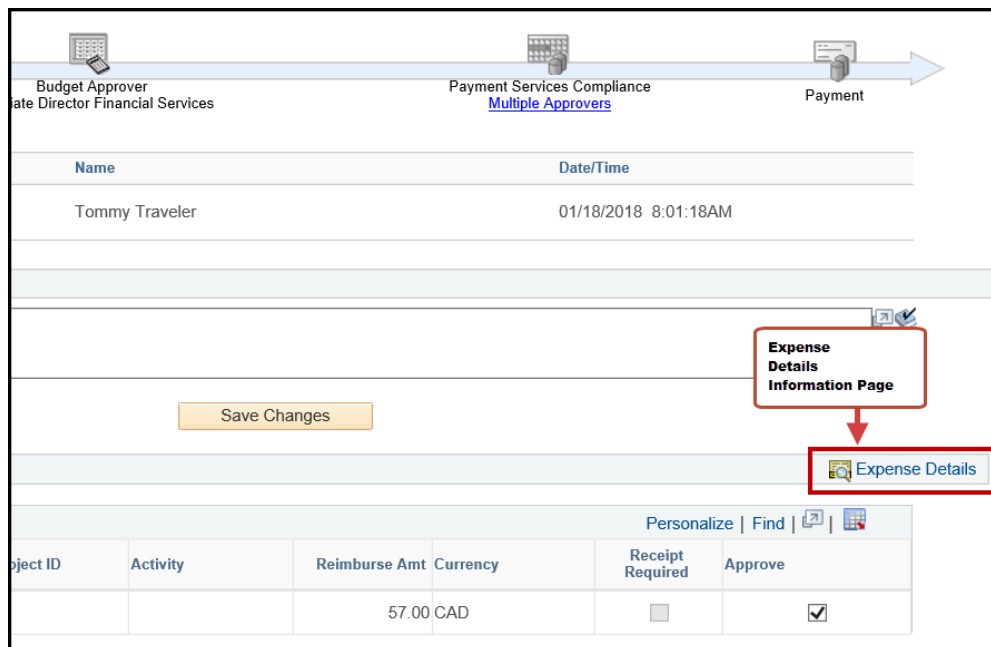 Budget Approver
iate Director Financial Services
Payment Services Compliance
Multiple Approvers
Payment
Name Date/Time
Tommy Traveler 01/18/2018 8:01:18AM
Expense
Details
Information Page
Save Changes
Expense Details
Personalize | Find | |
oject ID Activity Reimburse Amt Currency Receipt Required Approve
57.00 CAD